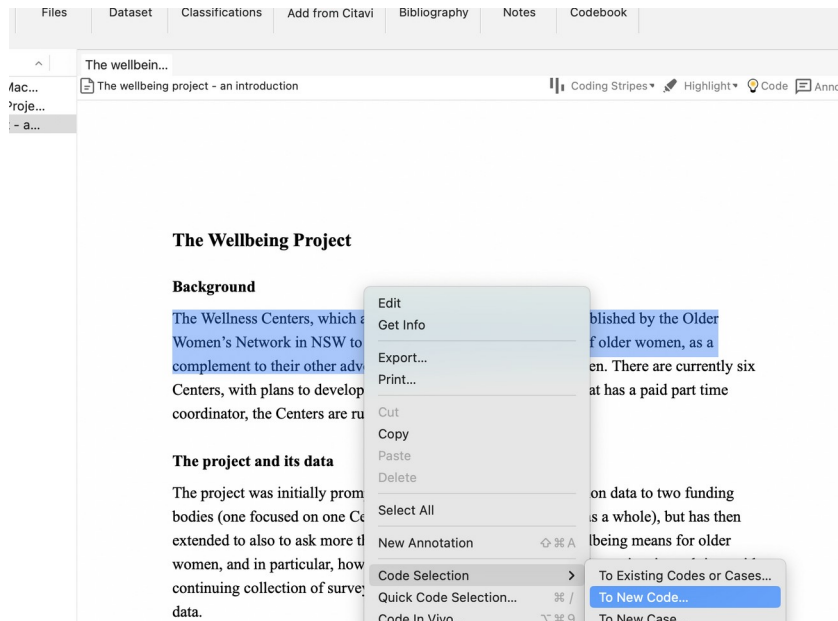 Files Dataset Classifications Add from Citavi Bibliography Notes Codebook
The wellbein...
The wellbeing project - an introduction Coding Stripes Highlight Code
Proje...
- a...
The Wellbeing Project
Background
The Wellness Centers, which
blished by the Older
Women's Network in NSW to
f older women, as a
complement to their other adv
en. There are currently six
Centers, with plans to develop
at has a paid part time
coordinator, the Centers are ru
The project and its data
The project was initially prom
on data to two funding
bodies (one focused on one Ce
s a whole), but has then
extended to also to ask more t
lbeing means for older
women, and in particular, how
continuing collection of surve
data.
Edit
Get Info
Export...
Print...
Cut
Copy
Paste
Delete
Select All
New Annotation ⇧⌘A
Code Selection >
Quick Code Selection... ⌘/
Code In Vivo ⌥⌘9
To Existing Codes or Cases...
To New Code...
To New Case